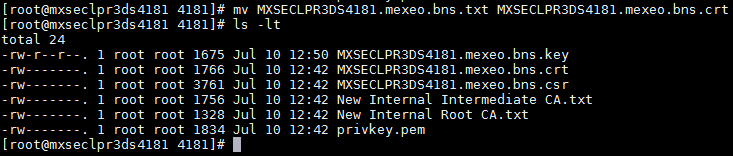 [root@mxseclpr3ds4181 4181]# mv MXSECLPR3DS4181.mexeo.bns.txt MXSECLPR3DS4181.mexeo.bns.crt
[root@mxseclpr3ds4181 4181]# ls -lt
total 24
-rw-r--r--. 1 root root 1675 Jul 10 12:50 MXSECLPR3DS4181.mexeo.bns.key
-rw-------. 1 root root 1766 Jul 10 12:42 MXSECLPR3DS4181.mexeo.bns.crt
-rw-------. 1 root root 3761 Jul 10 12:42 MXSECLPR3DS4181.mexeo.bns.csr
-rw-------. 1 root root 1756 Jul 10 12:42 New Internal Intermediate CA.txt
-rw-------. 1 root root 1328 Jul 10 12:42 New Internal Root CA.txt
-rw-------. 1 root root 1834 Jul 10 12:42 privkey.pem
[root@mxseclpr3ds4181 4181]#